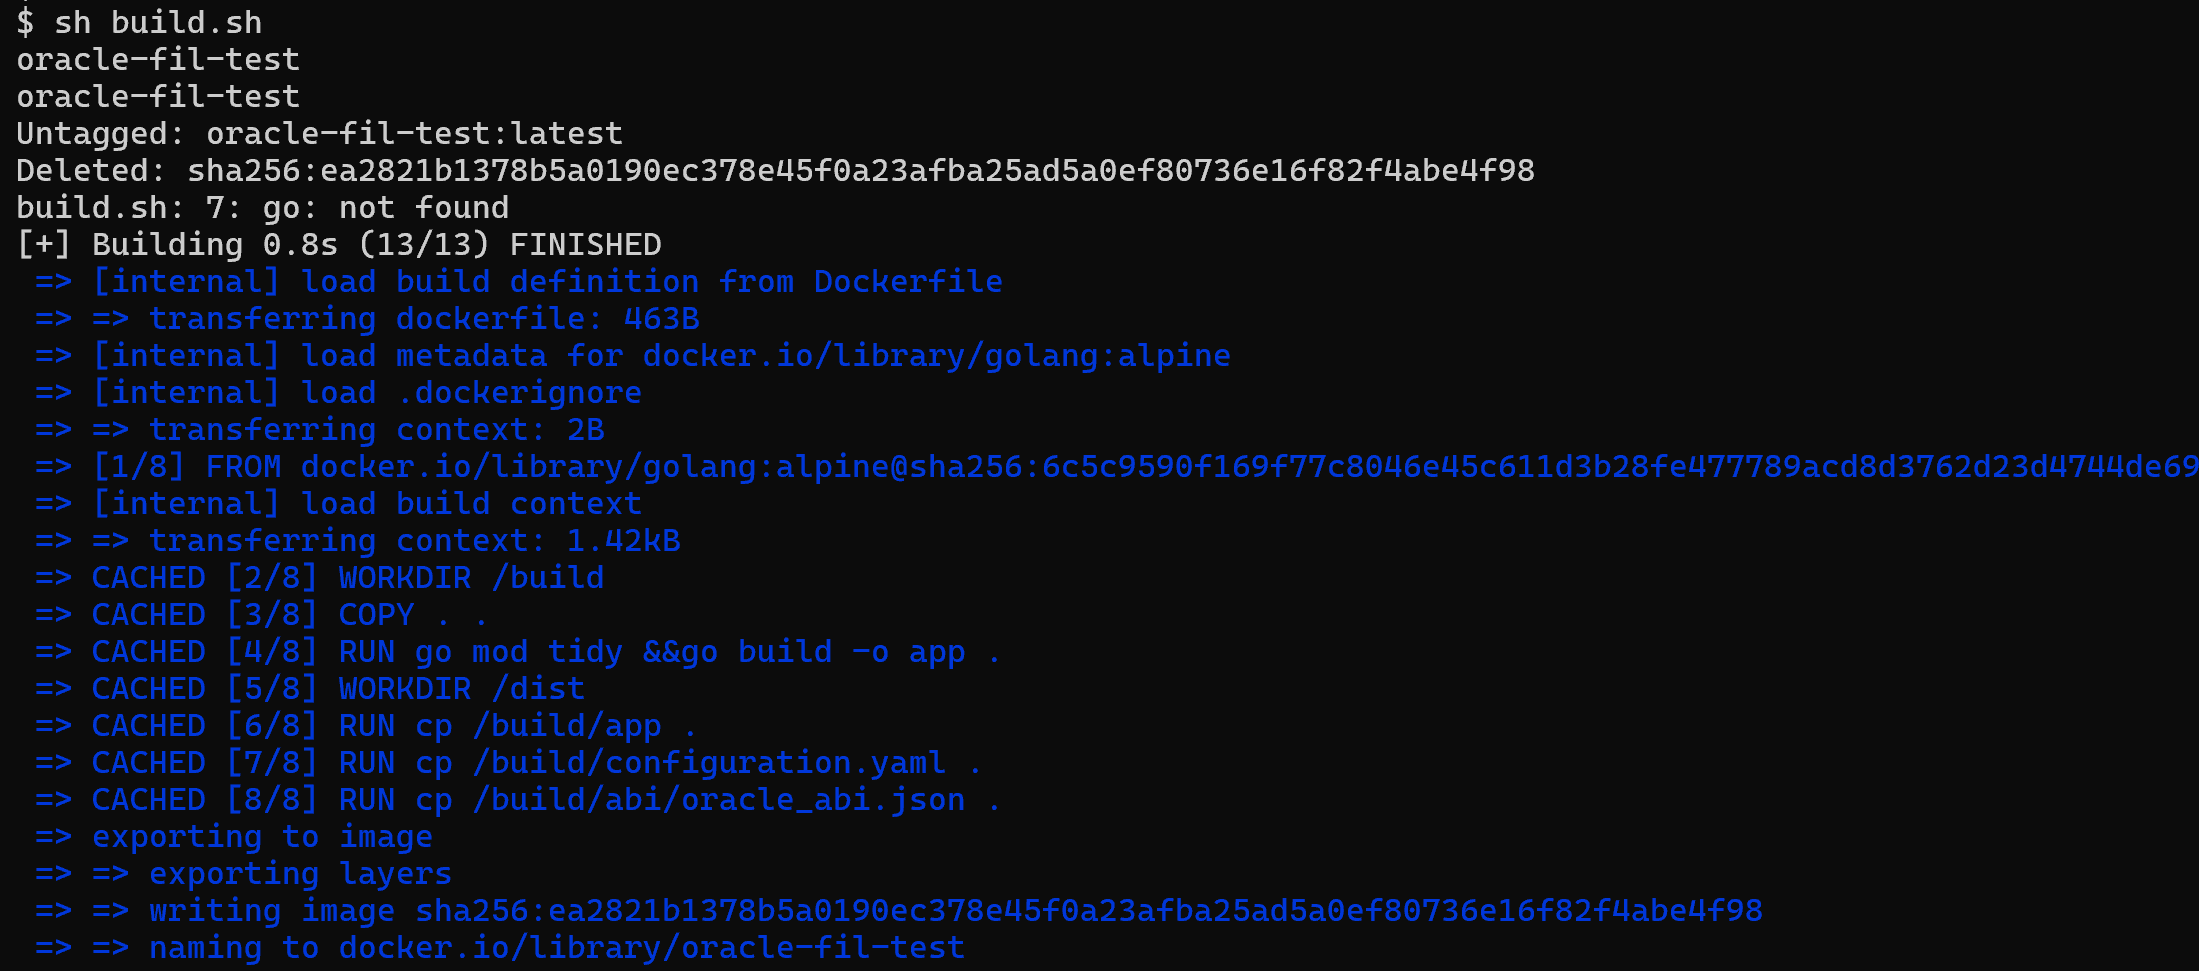 $ sh build.sh
oracle-fil-test
oracle-fil-test
Untagged: oracle-fil-test:latest
Deleted: sha256:ea2821b1378b5a0190ec378e45f0a23afba25ad5a0ef80736e16f82f4abe4f98
build.sh: 7: go: not found
[+] Building 0.8s (13/13) FINISHED
=> [internal] load build definition from Dockerfile
=> => transferring dockerfile: 463B
=> [internal] load metadata for docker.io/library/golang:alpine
=> [internal] load .dockerignore
=> => transferring context: 2B
=> [1/8] FROM docker.io/library/golang:alpine@sha256:6c5c9590f169f77c8046e45c611d3b28fe477789acd8d3762d23d4744de69
=> [internal] load build context
=> => transferring context: 1.42kB
=> CACHED [2/8] WORKDIR /build
=> CACHED [3/8] COPY . .
=> CACHED [4/8] RUN go mod tidy &&go build -o app .
=> CACHED [5/8] WORKDIR /dist
=> CACHED [6/8] RUN cp /build/app .
=> CACHED [7/8] RUN cp /build/configuration.yaml .
=> CACHED [8/8] RUN cp /build/abi/oracle_abi.json .
=> exporting to image
=> => exporting layers
=> => writing image sha256:ea2821b1378b5a0190ec378e45f0a23afba25ad5a0ef80736e16f82f4abe4f98
=> => naming to docker.io/library/oracle-fil-test